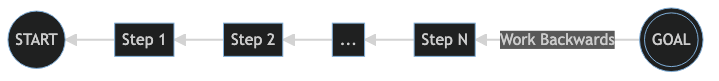 START
Step 1
Step 2
...
Step N
Work Backwards
GOAL